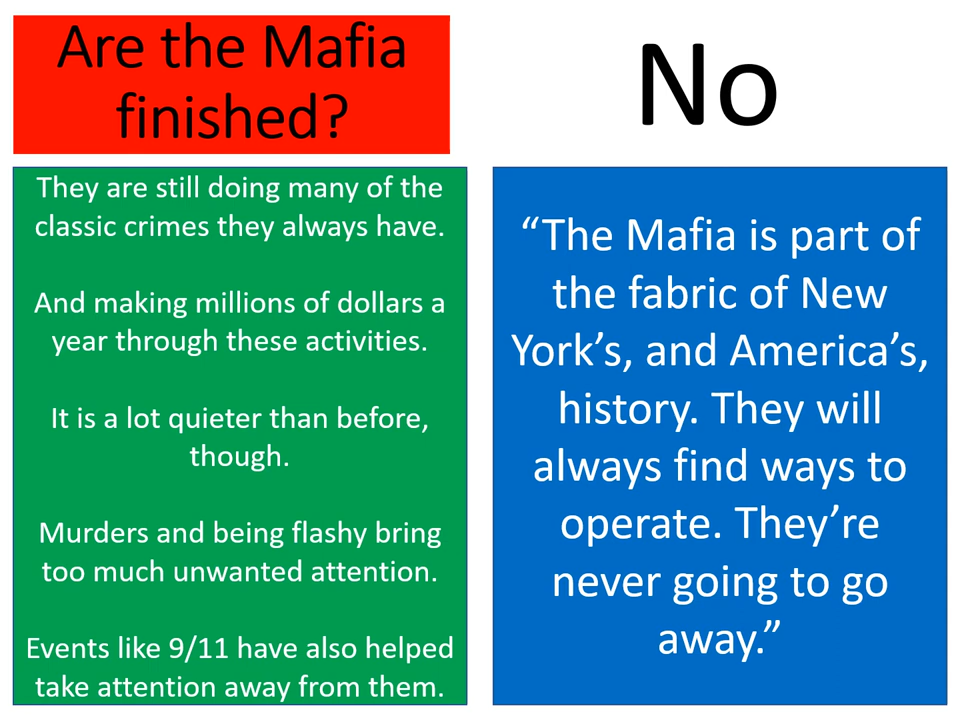 Are the Mafia
finished?
No
They are still doing many of the
classic crimes they always have.
And making millions of dollars a
year through these activities.
It is a lot quieter than before,
though.
Murders and being flashy bring
too much unwanted attention.
Events like 9/11 have also helped
take attention away from them.
“The Mafia is part of
the fabric of New
York’s, and America’s,
history. They will
always find ways to
operate. They’re
never going to go
away.”